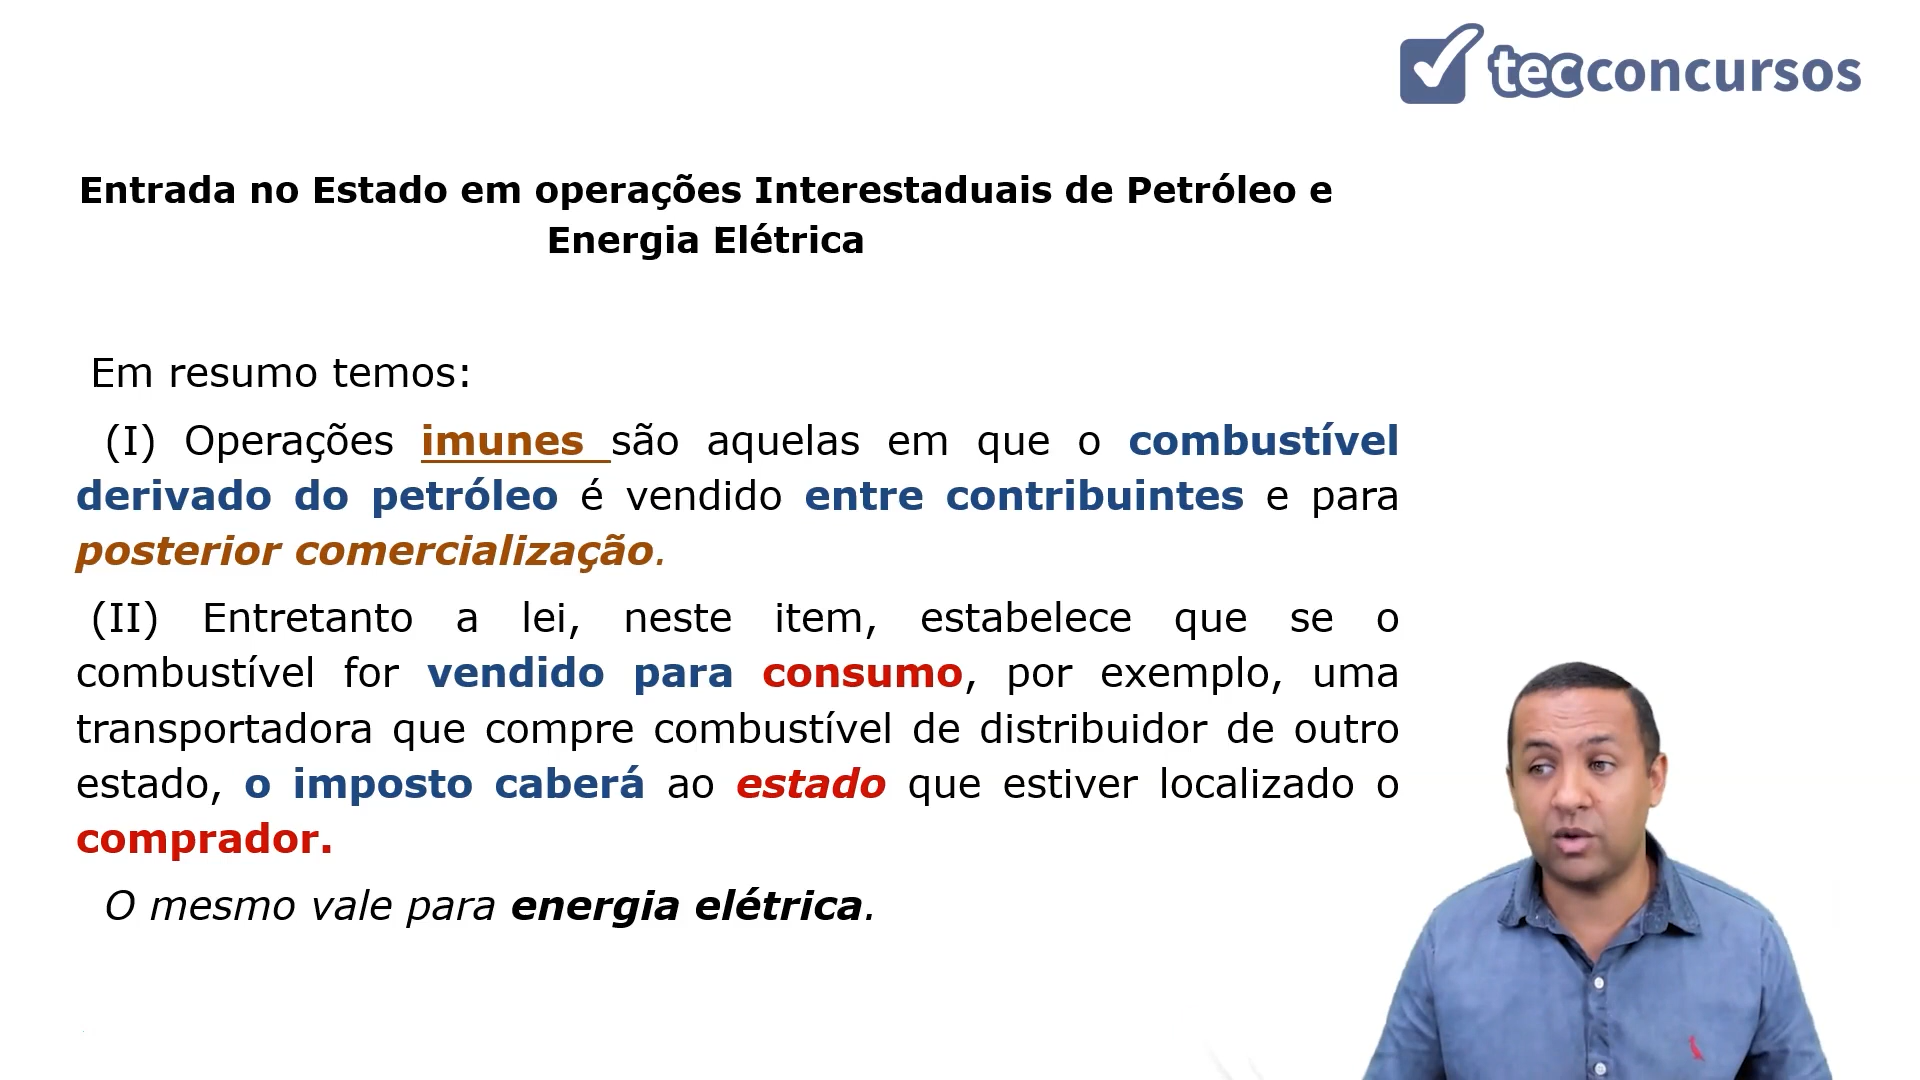 tecconcursos
Entrada no Estado em operações Interestaduais de Petróleo e
Energia Elétrica
Em resumo temos:
(I) Operações imunes são aquelas em que o combustível
derivado do petróleo é vendido entre contribuintes e para
posterior comercialização.
(II) Entretanto a lei, neste item, estabelece que se o
combustível for vendido para consumo, por exemplo, uma
transportadora que compre combustível de distribuidor de outro
estado, o imposto caberá ao estado que estiver localizado o
comprador.
O mesmo vale para energia elétrica.